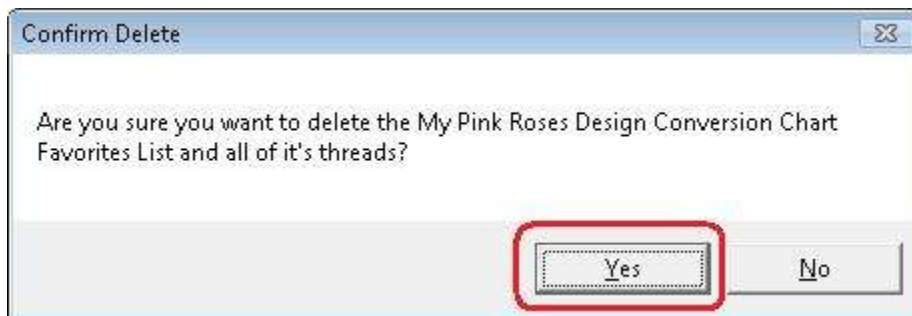 Confirm Delete
Are you sure you want to delete the My Pink Roses Design Conversion Chart
Favorites List and all of it's threads?
Yes
No